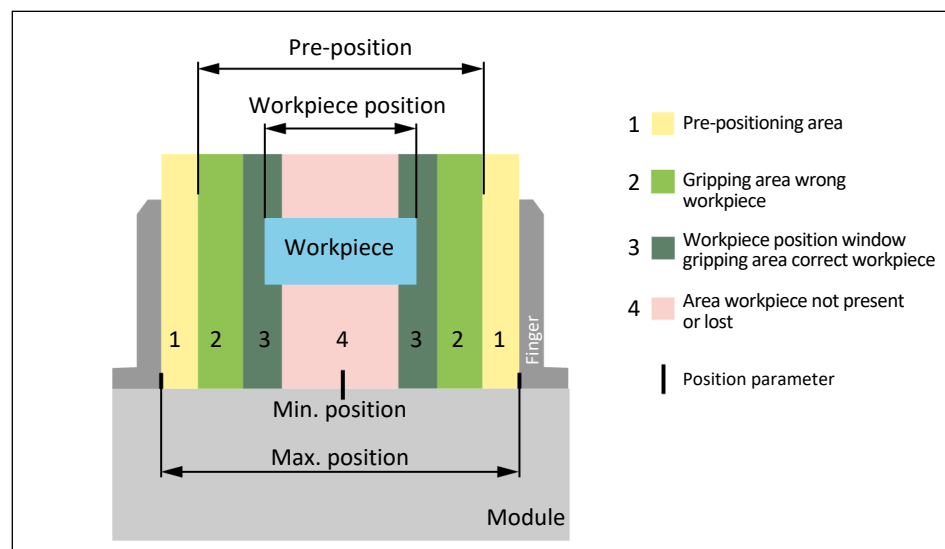 Pre-position
Workpiece position
Workpiece
1 2 3 4 3 2 1
Finger
Min. position
Max. position
Module
1 Pre-positioning area
2 Gripping area wrong
workpiece
3 Workpiece position window
gripping area correct workpiece
4 Area workpiece not present
or lost
Position parameter